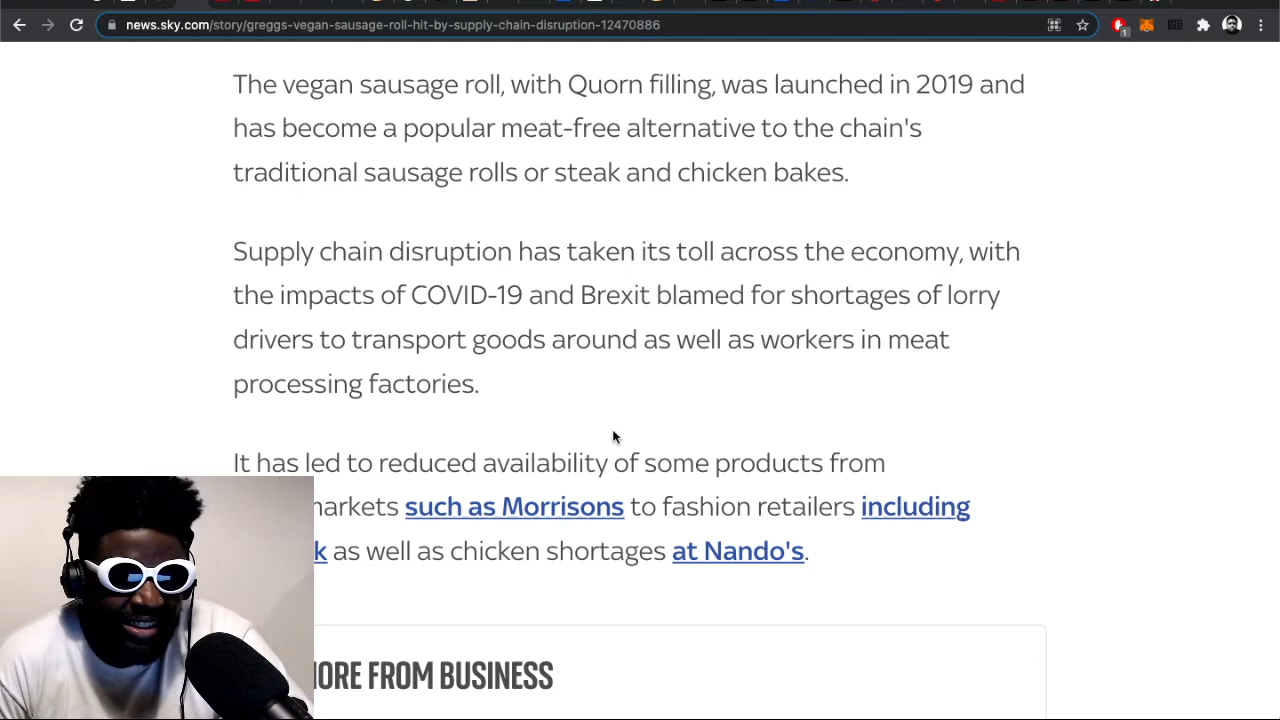 news.sky.com/story/greggs-vegan-sausage-roll-hit-by-supply-chain-disruption-12470886
1
The vegan sausage roll, with Quorn filling, was launched in 2019 and
has become a popular meat-free alternative to the chain's
traditional sausage rolls or steak and chicken bakes.
Supply chain disruption has taken its toll across the economy, with
the impacts of COVID-19 and Brexit blamed for shortages of lorry
drivers to transport goods around as well as workers in meat
processing factories.
It has led to reduced availability of some products from
markets such as Morrisons to fashion retailers including
k as well as chicken shortages at Nando's.
MORE FROM BUSINESS